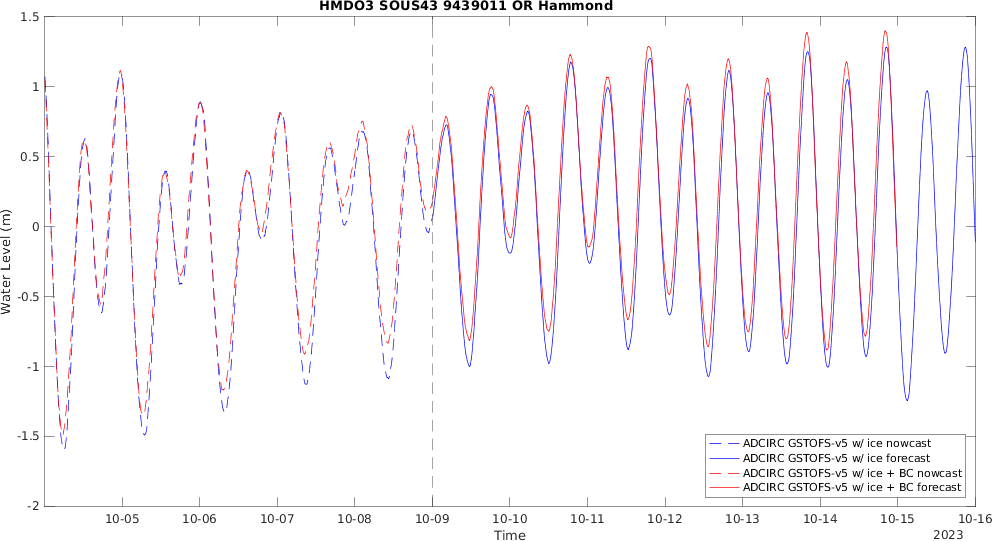 HMDO3 SOUS43 9439011 OR Hammond
1.5
1
0.5
0
-0.5
-1
-1.5
-2
Water Level (m)
ADCIRC GSTOFS-v5 w/ ice nowcast
ADCIRC GSTOFS-v5 w/ ice forecast
ADCIRC GSTOFS-v5 w/ ice + BC nowcast
ADCIRC GSTOFS-v5 w/ ice + BC forecast
10-05 10-06 10-07 10-08 10-09 10-10 10-11 10-12 10-13 10-14 10-15 10-16
Time
2023